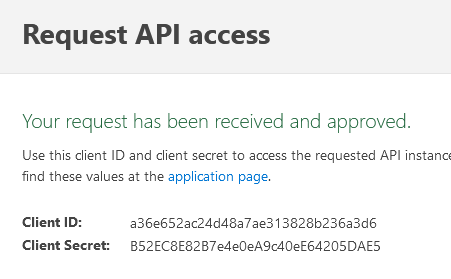 Request API access
Your request has been received and approved.
Use this client ID and client secret to access the requested API instance
find these values at the application page.
Client ID: a36e652ac24d48a7ae313828b236a3d6
Client Secret: B52EC8E82B7e4e0eA9c40eE64205DAE5